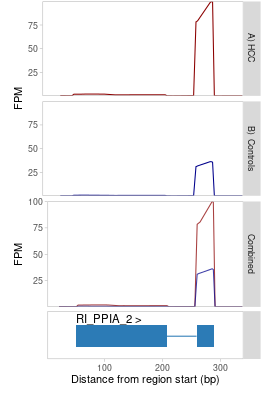 75
50
25
A) HCC
FPM
75
50
25
B) Controls
100
75
50
25
FPM
Combined
RI_PPIA_2 >
100
200
300
Distance from region start (bp)